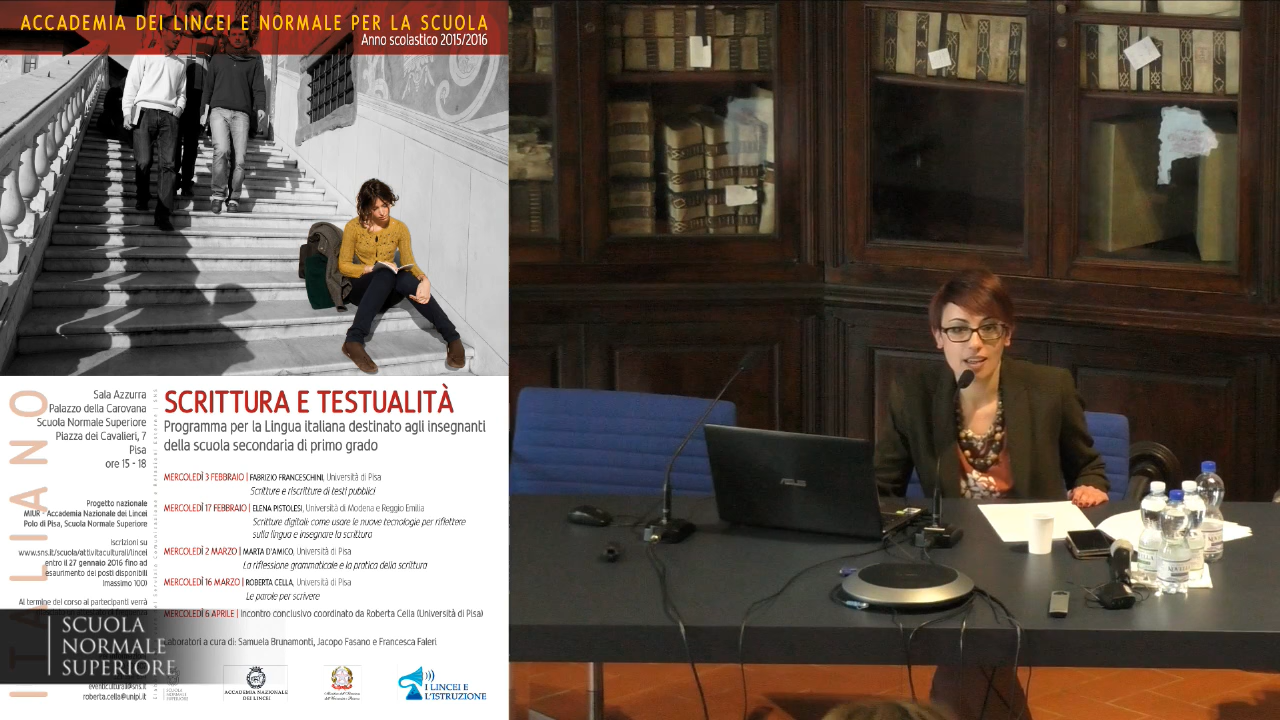 ACCADEMIA DEI LINCEI E NORMALE PER LA SCUOLA
Anno scolastico 2015/2016
ITALIANO
Sala Azzurra
Palazzo della Carovana
Scuola Normale Superiore
Piazza dei Cavalieri, 7
Pisa
ore 15 - 18
Progetto nazionale
MIUR - Accademia Nazionale dei Lincei
Polo di Pisa, Scuola Normale Superiore
Iscrizioni su
www.sns.it/scuola/attivitaculturali/lincei
entro il 27 gennaio 2016 fino ad
esaurimento dei posti disponibili
(massimo 100)
Al termine del corso ai partecipanti verrà
eventiculturali@sns.it
roberta.cella@unipi.it
SCRITTURA E TESTUALITÀ
Programma per la Lingua italiana destinato agli insegnanti
della scuola secondaria di primo grado
MERCOLEDÌ 3 FEBBRAIO | FABRIZIO FRANCESCHINI, Università di Pisa
Scritture e riscritture di testi pubblici
MERCOLEDÌ 17 FEBBRAIO | ELENA PISTOLESI, Università di Modena e Reggio Emilia
Scritture digitali: come usare le nuove tecnologie per riflettere
sulla lingua e insegnare la scrittura
MERCOLEDÌ 2 MARZO | MARTA D'AMICO, Università di Pisa
La riflessione grammaticale e la pratica della scrittura
MERCOLEDÌ 16 MARZO | ROBERTA CELLA, Università di Pisa
Le parole per scrivere
MERCOLEDÌ 6 APRILE | Incontro conclusivo coordinato da Roberta Cella (Università di Pisa)
Laboratori a cura di: Samuela Brunamonti, Jacopo Fasano e Francesca Faleri
SCUOLA
NORMALE
SUPERIORE
SCUOLA
NORMALE
SUPERIORE
ACCADEMIA NAZIONALE
DEI LINCEI
I LINCEI E
L'ISTRUZIONE
ASUS